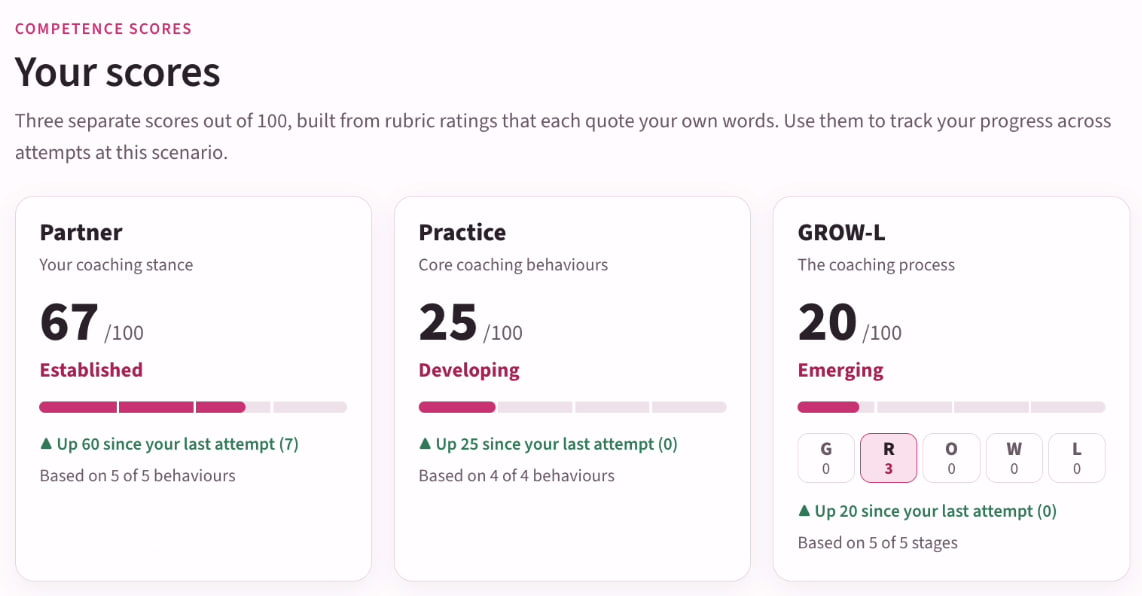 COMPETENCE SCORES
Your scores
Three separate scores out of 100, built from rubric ratings that each quote your own words. Use them to track your progress across
attempts at this scenario.
Partner
Your coaching stance
67 /100
Established
▲ Up 60 since your last attempt (7)
Based on 5 of 5 behaviours
Practice
Core coaching behaviours
25 /100
Developing
▲ Up 25 since your last attempt (0)
Based on 4 of 4 behaviours
GROW-L
The coaching process
20 /100
Emerging
G R O W L
0 3 0 0 0
▲ Up 20 since your last attempt (0)
Based on 5 of 5 stages